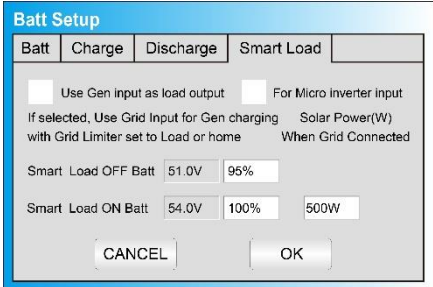 Batt Setup
Batt Charge Discharge Smart Load
Use Gen input as load output For Micro inverter input
If selected, Use Grid Input for Gen charging Solar Power(W)
with Grid Limiter set to Load or home When Grid Connected
Smart Load OFF Batt 51.0V 95%
Smart Load ON Batt 54.0V 100% 500W
CANCEL OK